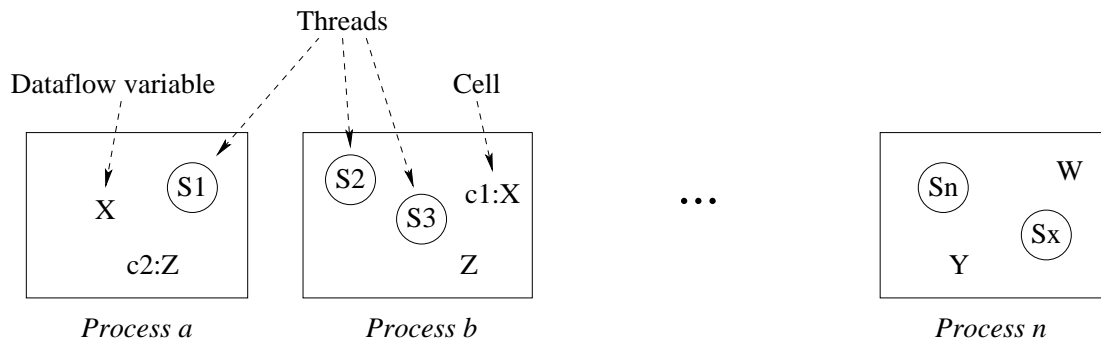 Threads
Dataflow variable
Cell
S1
X
c2:Z
S2
S3
c1:X
Z
...
Sn
W
Sx
Y
Process a
Process b
Process n